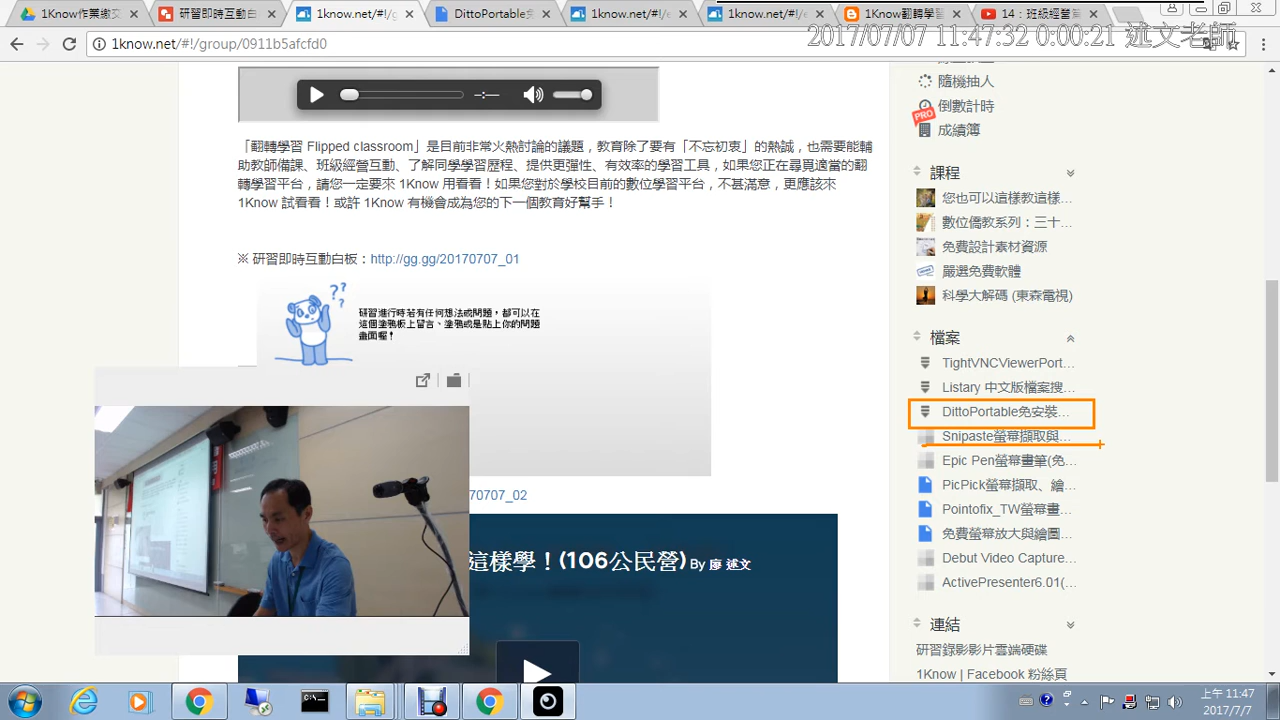 1Know作業繳交
研習即時互動白
1know.net/#!/g
DittoPortable免
1know.net/#!/
1know.net/#!/
1Know翻轉學習
14：班級經營
1know.net/#!/group/0911b5afcfd0
2017/07/07 11:47:32 0:00:21 述文老師
「翻轉學習 Flipped classroom」是目前非常火熱討論的議題，教育除了要有「不忘初衷」的熱誠，也需要能輔
助教師備課、班級經營互動、了解同學學習歷程、提供更彈性、有效率的學習工具，如果您正在尋覓適當的翻
轉學習平台，請您一定要來 1Know 用看看！如果您對於學校目前的數位學習平台，不甚滿意，更應該來
1Know 試看看！或許 1Know 有機會成為您的下一個教育好幫手！
※ 研習即時互動白板：http://gg.gg/20170707_01
??
??
研習進行時若有任何想法或問題，都可以在
這個塗鴉板上留言、塗鴉或是點上你的問題
畫面喔！
0707_02
這樣學！(106公民營) By 廖 述文
隨機抽人
倒數計時
PRO
成績簿
課程
您也可以這樣教這樣...
數位僑教系列：三十...
免費設計素材資源
嚴選免費軟體
科學大解碼 (東森電視)
檔案
TightVNCViewerPort...
Listary 中文版檔案搜...
DittoPortable免安裝...
Snipaste螢幕擷取與...
Epic Pen螢幕畫筆(免...
PicPick螢幕擷取、繪...
Pointofix_TW螢幕畫...
免費螢幕放大與繪圖...
Debut Video Capture...
ActivePresenter6.01(...
連結
研習錄影影片雲端硬碟
1Know | Facebook 粉絲頁
上午 11:47
2017/7/7